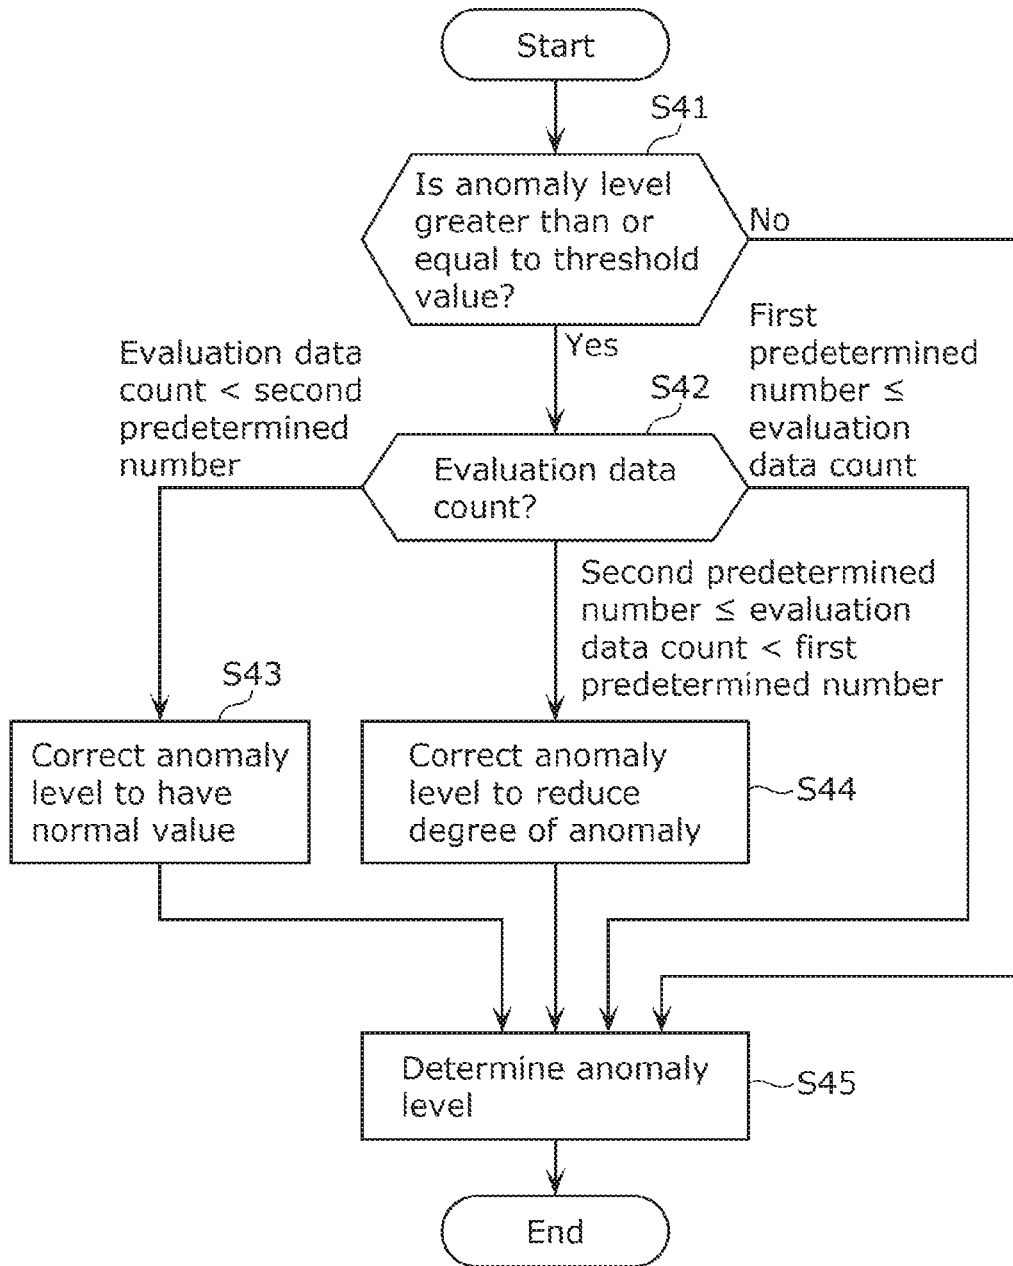 Start
S41
Is anomaly level
greater than or
equal to threshold
value?
No
Yes
First
predetermined
number ≤
evaluation
data count
Evaluation data
count < second
predetermined
number
S42
Evaluation data
count?
Second predetermined
number ≤ evaluation
data count < first
predetermined number
S43
Correct anomaly
level to have
normal value
Correct anomaly
level to reduce
degree of anomaly
S44
Determine anomaly
level
S45
End